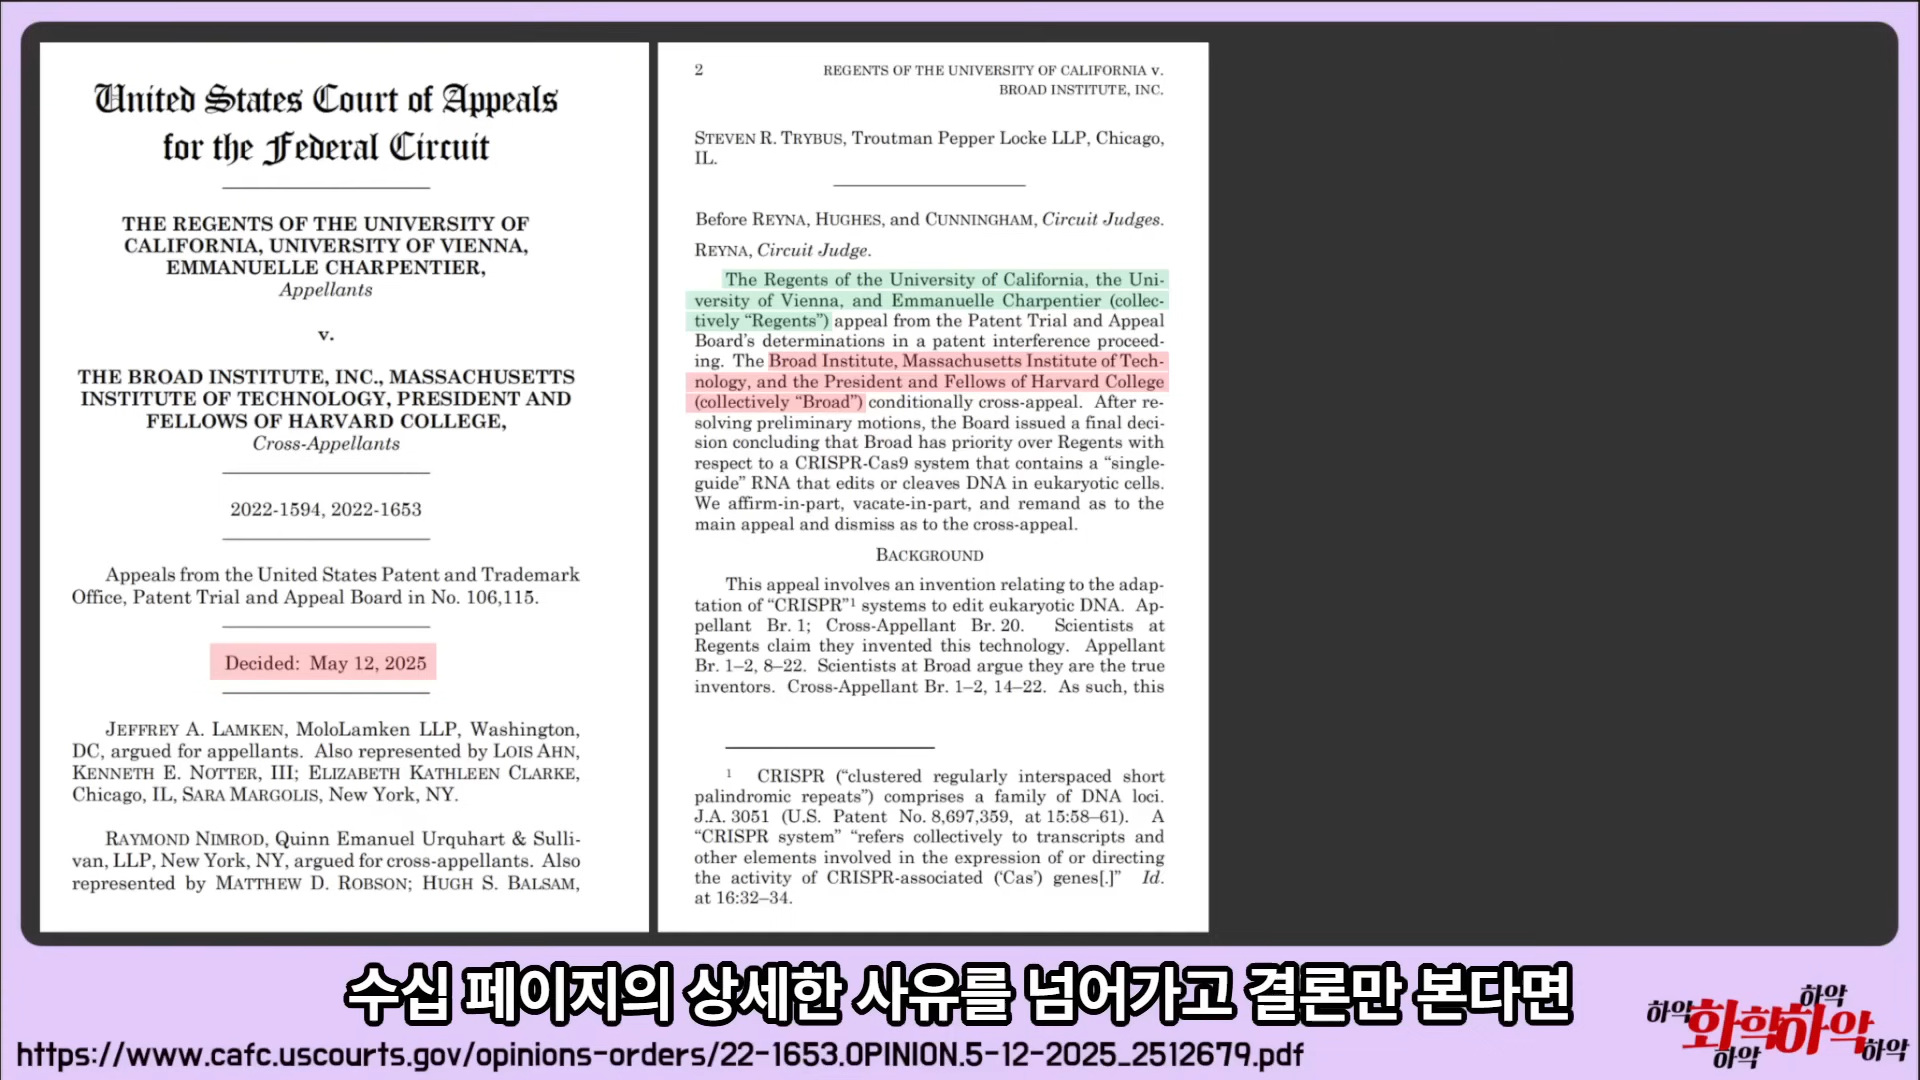 United States Court of Appeals
for the Federal Circuit
THE REGENTS OF THE UNIVERSITY OF
CALIFORNIA, UNIVERSITY OF VIENNA,
EMMANUELLE CHARPENTIER,
Appellants
v.
THE BROAD INSTITUTE, INC., MASSACHUSETTS
INSTITUTE OF TECHNOLOGY, PRESIDENT AND
FELLOWS OF HARVARD COLLEGE,
Cross-Appellants
2022-1594, 2022-1653
Appeals from the United States Patent and Trademark
Office, Patent Trial and Appeal Board in No. 106,115.
Decided: May 12, 2025
JEFFREY A. LAMKEN, MoloLamken LLP, Washington,
DC, argued for appellants. Also represented by LOIS AHN,
KENNETH E. NOTTER, III; ELIZABETH KATHLEEN CLARKE,
Chicago, IL, SARA MARGOLIS, New York, NY.
RAYMOND NIMROD, Quinn Emanuel Urquhart & Sulli-
van, LLP, New York, NY, argued for cross-appellants. Also
represented by MATTHEW D. ROBSON; HUGH S. BALSAM,
2
REGENTS OF THE UNIVERSITY OF CALIFORNIA v.
BROAD INSTITUTE, INC.
STEVEN R. TRYBUS, Troutman Pepper Locke LLP, Chicago,
IL.
Before REYNA, HUGHES, and CUNNINGHAM, Circuit Judges.
REYNA, Circuit Judge.
The Regents of the University of California, the Uni-
versity of Vienna, and Emmanuelle Charpentier (collec-
tively “Regents”) appeal from the Patent Trial and Appeal
Board’s determinations in a patent interference proceed-
ing. The Broad Institute, Massachusetts Institute of Tech-
nology, and the President and Fellows of Harvard College
(collectively “Broad”) conditionally cross-appeal. After re-
solving preliminary motions, the Board issued a final deci-
sion concluding that Broad has priority over Regents with
respect to a CRISPR-Cas9 system that contains a “single-
guide” RNA that edits or cleaves DNA in eukaryotic cells.
We affirm-in-part, vacate-in-part, and remand as to the
main appeal and dismiss as to the cross-appeal.
BACKGROUND
This appeal involves an invention relating to the adap-
tation of “CRISPR”1 systems to edit eukaryotic DNA. Ap-
pellant Br. 1; Cross-Appellant Br. 20. Scientists at
Regents claim they invented this technology. Appellant
Br. 1–2, 8–22. Scientists at Broad argue they are the true
inventors. Cross-Appellant Br. 1–2, 14–22. As such, this
1 CRISPR (“clustered regularly interspaced short
palindromic repeats”) comprises a family of DNA loci.
J.A. 3051 (U.S. Patent No. 8,697,359, at 15:58–61). A
“CRISPR system” “refers collectively to transcripts and
other elements involved in the expression of or directing
the activity of CRISPR-associated (‘Cas’) genes[.]” Id.
at 16:32–34.
수십 페이지의 상세한 사유를 넘어가고 결론만 본다면
하악
하악
화학하악
하악
하악
https://www.cafc.uscourts.gov/opinions-orders/22-1653.OPINION.5-12-2025_2512679.pdf